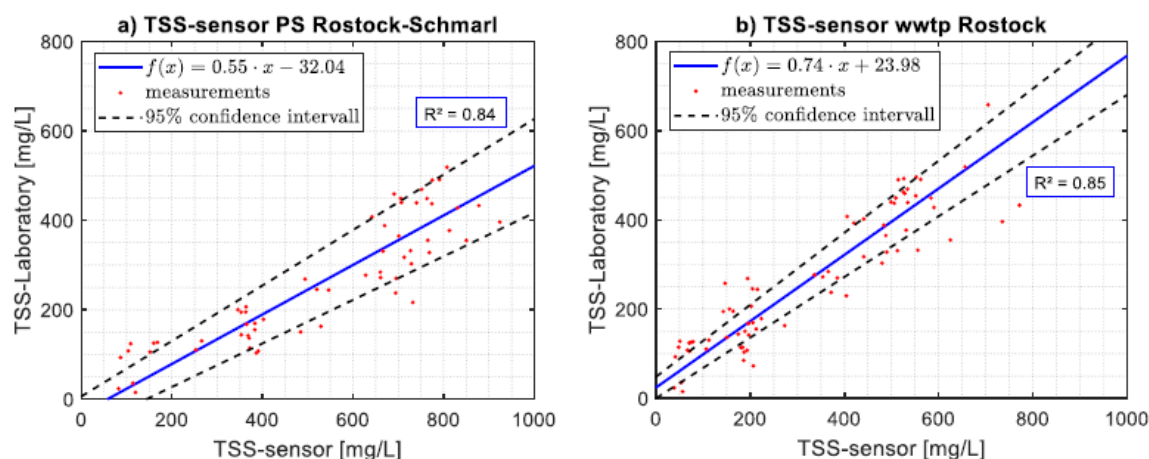 a) TSS-sensor PS Rostock-Schmarl
800
600
400
200
0
TSS-Laboratory [mg/L]
f(x) = 0.55 · x − 32.04
measurements
95% confidence intervall
R² = 0.84
0 200 400 600 800 1000
TSS-sensor [mg/L]
b) TSS-sensor wwtp Rostock
800
600
400
200
0
TSS-Laboratory [mg/L]
f(x) = 0.74 · x + 23.98
measurements
95% confidence intervall
R² = 0.85
0 200 400 600 800 1000
TSS-sensor [mg/L]